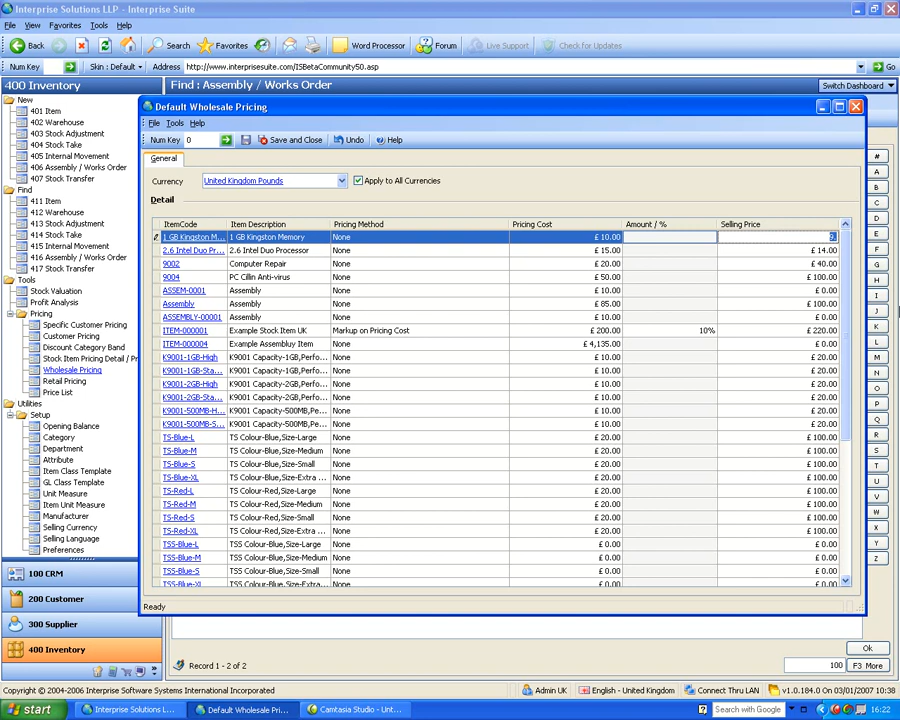 Interprise Solutions LLP - Interprise Suite
File View Favorites Tools Help
Back Search Favorites Word Processor Forum Live Support Check for Updates
Num Key Skin : Default Address http://www.interprisesuite.com/ISBetaCommunity50.asp Go
400 Inventory Find : Assembly / Works Order Switch Dashboard
New
401 Item
402 Warehouse
403 Stock Adjustment
404 Stock Take
405 Internal Movement
406 Assembly / Works Order
407 Stock Transfer
Find
411 Item
412 Warehouse
413 Stock Adjustment
414 Stock Take
415 Internal Movement
416 Assembly / Works Order
417 Stock Transfer
Tools
Stock Valuation
Profit Analysis
Pricing
Specific Customer Pricing
Customer Pricing
Discount Category Band
Stock Item Pricing Detail / Pr
Wholesale Pricing
Retail Pricing
Price List
Utilities
Setup
Opening Balance
Category
Department
Attribute
Item Class Template
GL Class Template
Unit Measure
Item Unit Measure
Manufacturer
Selling Currency
Selling Language
Preferences
100 CRM
200 Customer
300 Supplier
400 Inventory
Default Wholesale Pricing
File Tools Help
Num Key 0 Save and Close Undo Help
General
Currency United Kingdom Pounds Apply to All Currencies
Detail
ItemCode Item Description Pricing Method Pricing Cost Amount / % Selling Price
1 GB Kingston M... 1 GB Kingston Memory None £ 10.00
2.6 Intel Duo Pr... 2.6 Intel Duo Processor None £ 15.00 £ 14.00
9002 Computer Repair None £ 20.00 £ 40.00
9004 PC Cillin Anti-virus None £ 50.00 £ 100.00
ASSEM-0001 Assembly None £ 10.00 £ 0.00
Assembly Assembly None £ 85.00 £ 100.00
ASSEMBLY-00001 Assembly None £ 10.00 £ 0.00
ITEM-000001 Example Stock Item UK Markup on Pricing Cost £ 200.00 10% £ 220.00
ITEM-000004 Example Assembluy Item None £ 4,135.00 £ 0.00
K9001-1GB-High K9001 Capacity-1GB,Perfo... None £ 10.00 £ 20.00
K9001-1GB-Sta... K9001 Capacity-1GB,Perfo... None £ 10.00 £ 20.00
K9001-2GB-High K9001 Capacity-2GB,Perfo... None £ 10.00 £ 20.00
K9001-2GB-Sta... K9001 Capacity-2GB,Perfo... None £ 10.00 £ 20.00
K9001-500MB-H... K9001 Capacity-500MB,Pe... None £ 10.00 £ 20.00
K9001-500MB-S... K9001 Capacity-500MB,Pe... None £ 10.00 £ 20.00
TS-Blue-L TS Colour-Blue,Size-Large None £ 20.00 £ 100.00
TS-Blue-M TS Colour-Blue,Size-Medium None £ 20.00 £ 100.00
TS-Blue-S TS Colour-Blue,Size-Small None £ 20.00 £ 100.00
TS-Blue-XL TS Colour-Blue,Size-Extra ... None £ 20.00 £ 100.00
TS-Red-L TS Colour-Red,Size-Large None £ 20.00 £ 100.00
TS-Red-M TS Colour-Red,Size-Medium None £ 20.00 £ 100.00
TS-Red-S TS Colour-Red,Size-Small None £ 20.00 £ 100.00
TS-Red-XL TS Colour-Red,Size-Extra ... None £ 20.00 £ 100.00
TSS-Blue-L TSS Colour-Blue,Size-Large None £ 0.00 £ 0.00
TSS-Blue-M TSS Colour-Blue,Size-Medium None £ 0.00 £ 0.00
TSS-Blue-S TSS Colour-Blue,Size-Small None £ 0.00 £ 0.00
TSS-Blue-XL TSS Colour-Blue,Size-Extra ... None £ 0.00 £ 0.00
Ready
#
A
B
C
D
E
F
G
H
I
J
K
L
M
N
O
P
Q
R
S
T
U
V
W
X
Y
Z
Ok
Record 1 - 2 of 2 100 F3 More
Copyright © 2004-2006 Interprise Software Systems International Incorporated Admin UK English - United Kingdom Connect Thru LAN v1.0.184.0 On 03/01/2007 10:38
start Interprise Solutions L... Default Wholesale Pri... Camtasia Studio - Unt... Search with Google 16:22